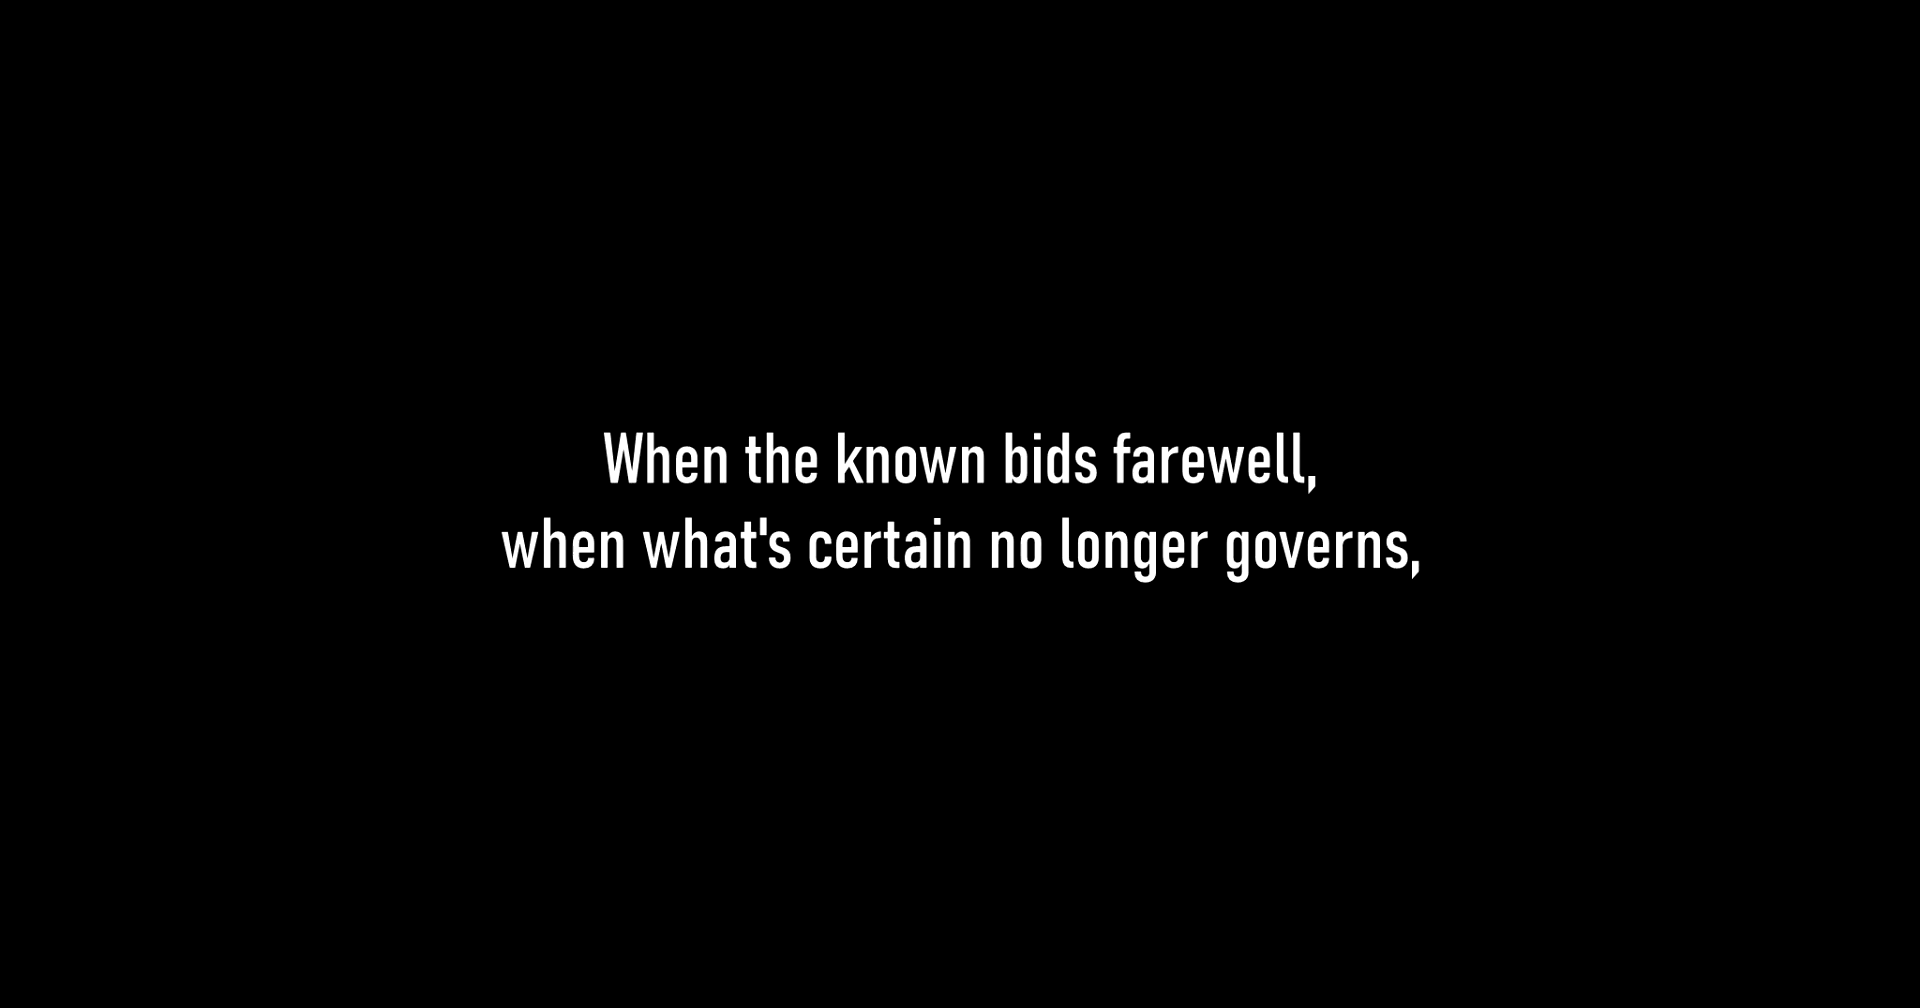 When the known bids farewell,
when what's certain no longer governs,